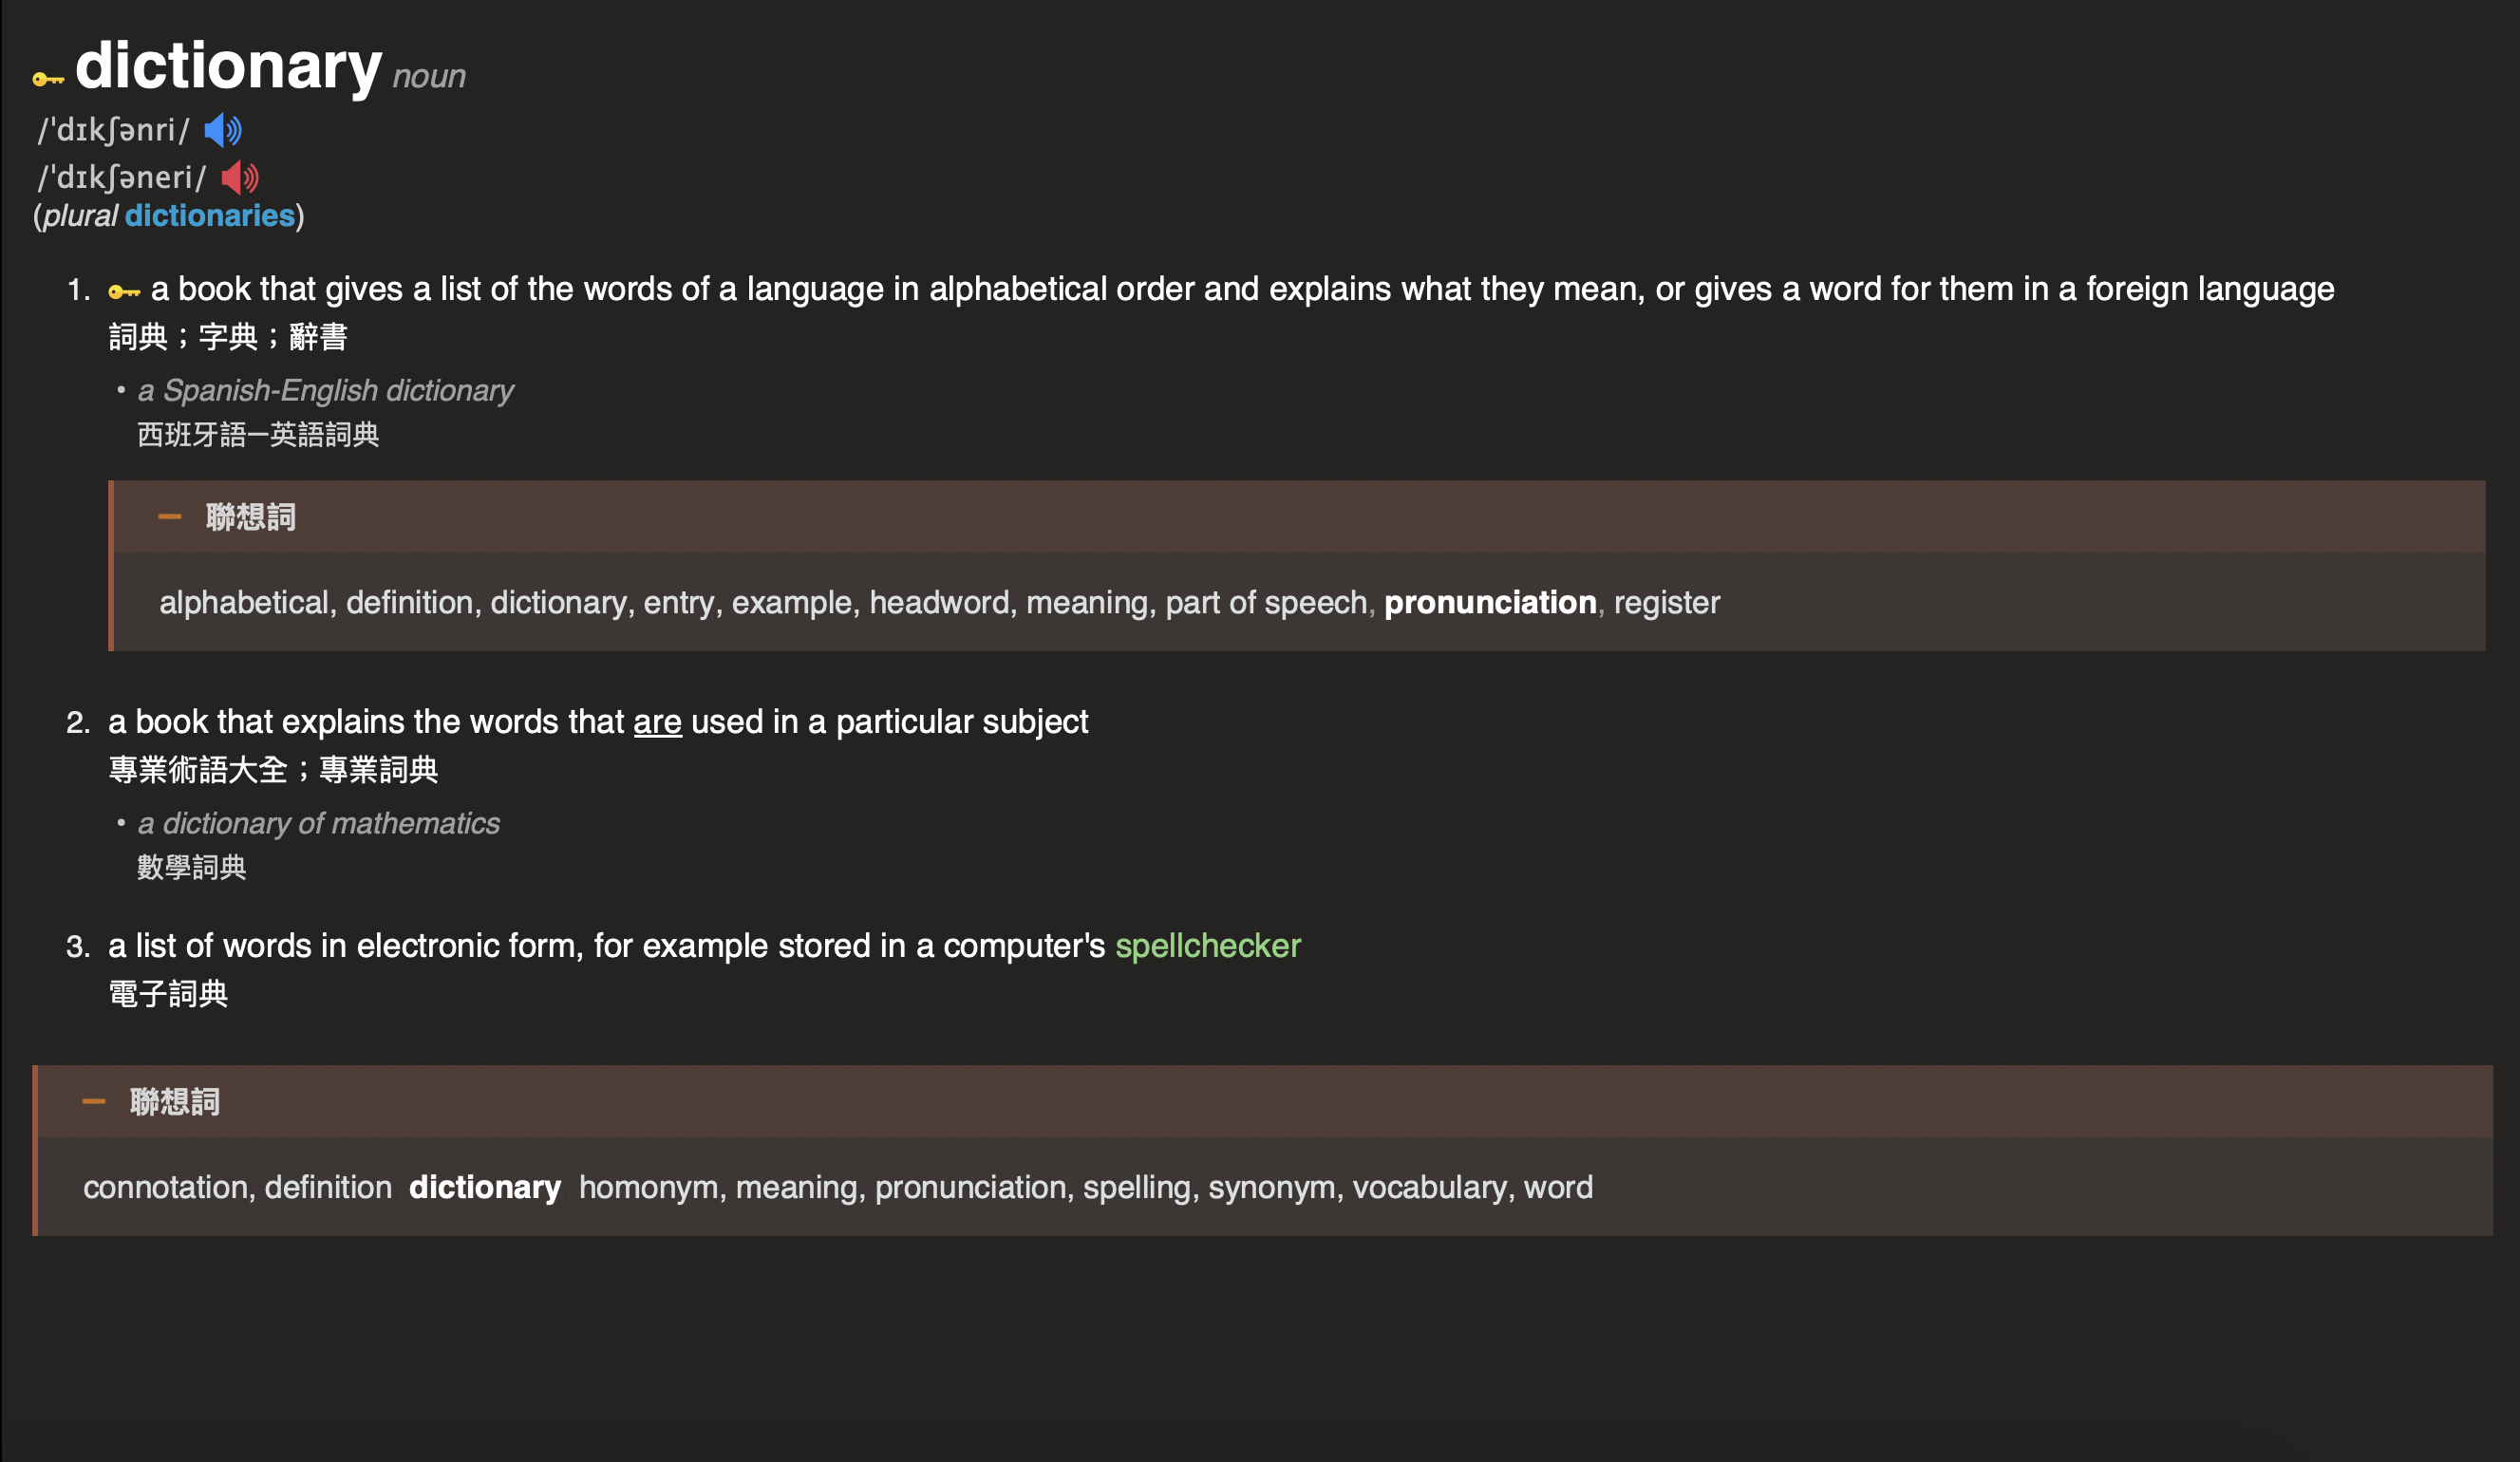 dictionary noun
/ˈdɪkʃənri/
/ˈdɪkʃəneri/
(plural dictionaries)
1. a book that gives a list of the words of a language in alphabetical order and explains what they mean, or gives a word for them in a foreign language
詞典；字典；辭書
• a Spanish-English dictionary
西班牙語—英語詞典
聯想詞
alphabetical, definition, dictionary, entry, example, headword, meaning, part of speech, pronunciation, register
2. a book that explains the words that are used in a particular subject
專業術語大全；專業詞典
• a dictionary of mathematics
數學詞典
3. a list of words in electronic form, for example stored in a computer's spellchecker
電子詞典
聯想詞
connotation, definition dictionary homonym, meaning, pronunciation, spelling, synonym, vocabulary, word